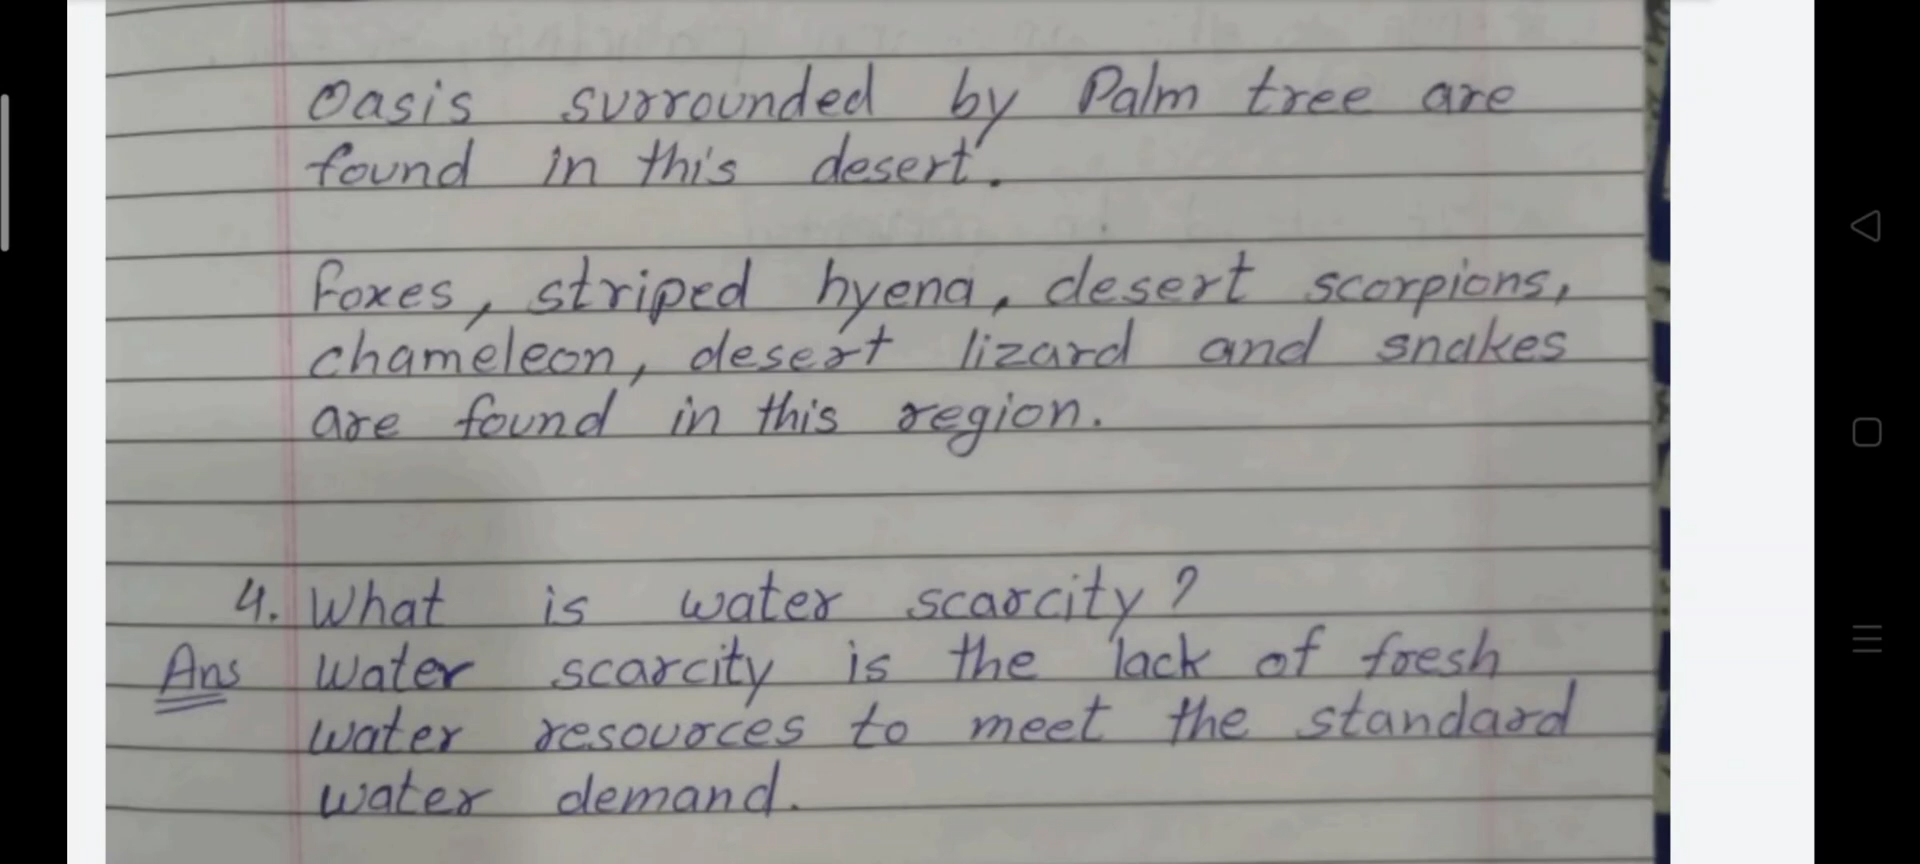 Oasis surrounded by Palm tree are
found in this desert.
Foxes, striped hyena, desert scorpions,
chameleon, desert lizard and snakes
are found in this region.
4. What is water scarcity?
Ans Water scarcity is the lack of fresh
water resources to meet the standard
water demand.